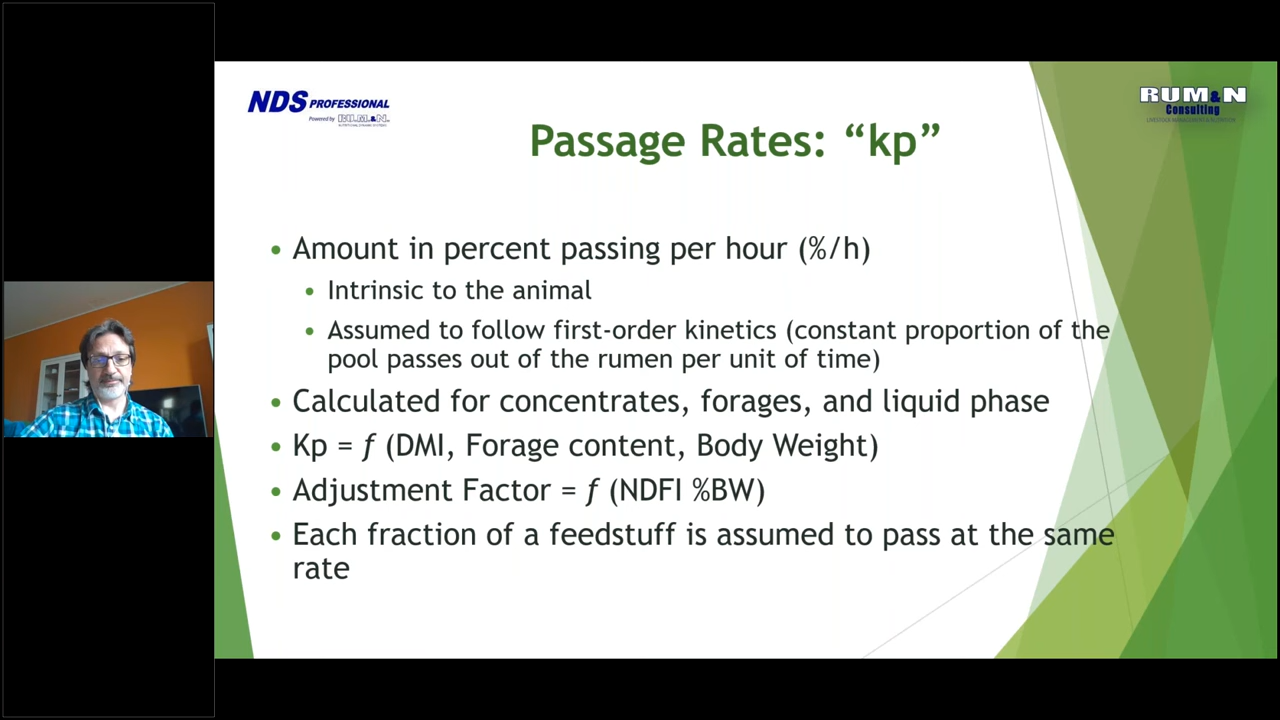 NDS PROFESSIONAL
Powered by RUM&N
RUM&N
Consulting
Passage Rates: “kp”
• Amount in percent passing per hour (%/h)
• Intrinsic to the animal
• Assumed to follow first-order kinetics (constant proportion of the
pool passes out of the rumen per unit of time)
• Calculated for concentrates, forages, and liquid phase
• Kp = f (DMI, Forage content, Body Weight)
• Adjustment Factor = f (NDFI %BW)
• Each fraction of a feedstuff is assumed to pass at the same
rate